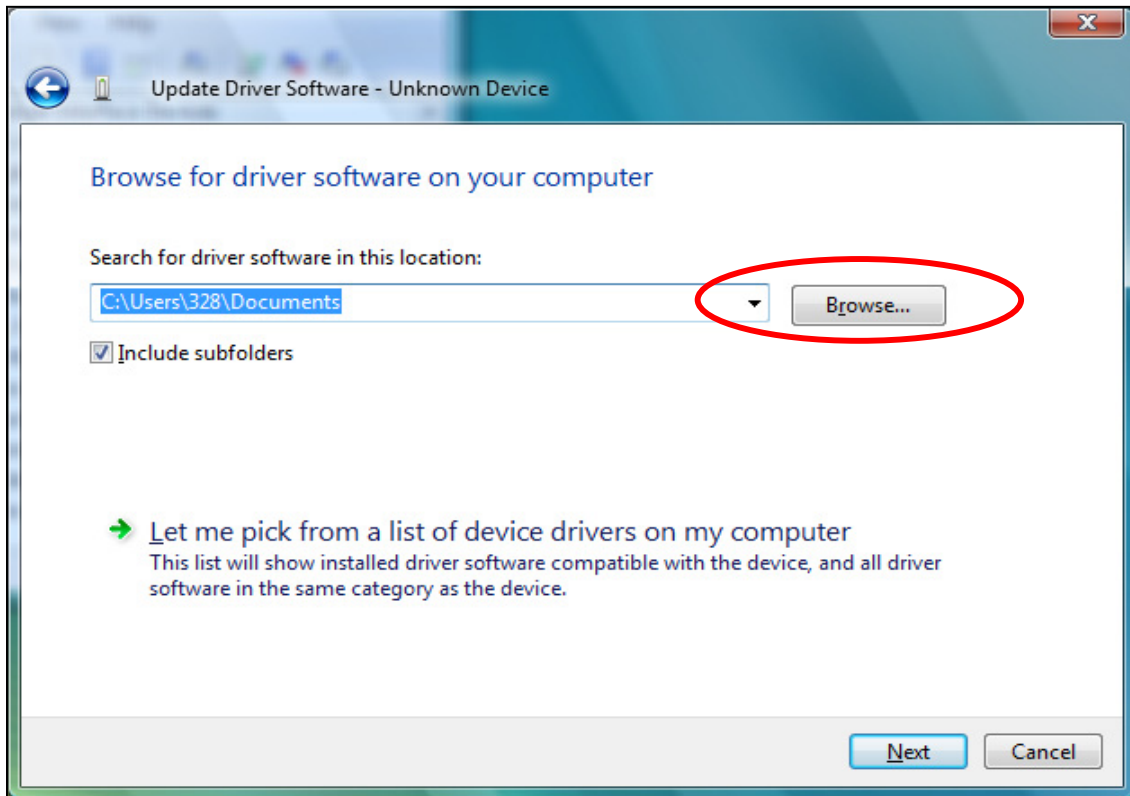 Update Driver Software - Unknown Device
Browse for driver software on your computer
Search for driver software in this location:
C:\Users\328\Documents
Browse...
Include subfolders
Let me pick from a list of device drivers on my computer
This list will show installed driver software compatible with the device, and all driver
software in the same category as the device.
Next
Cancel